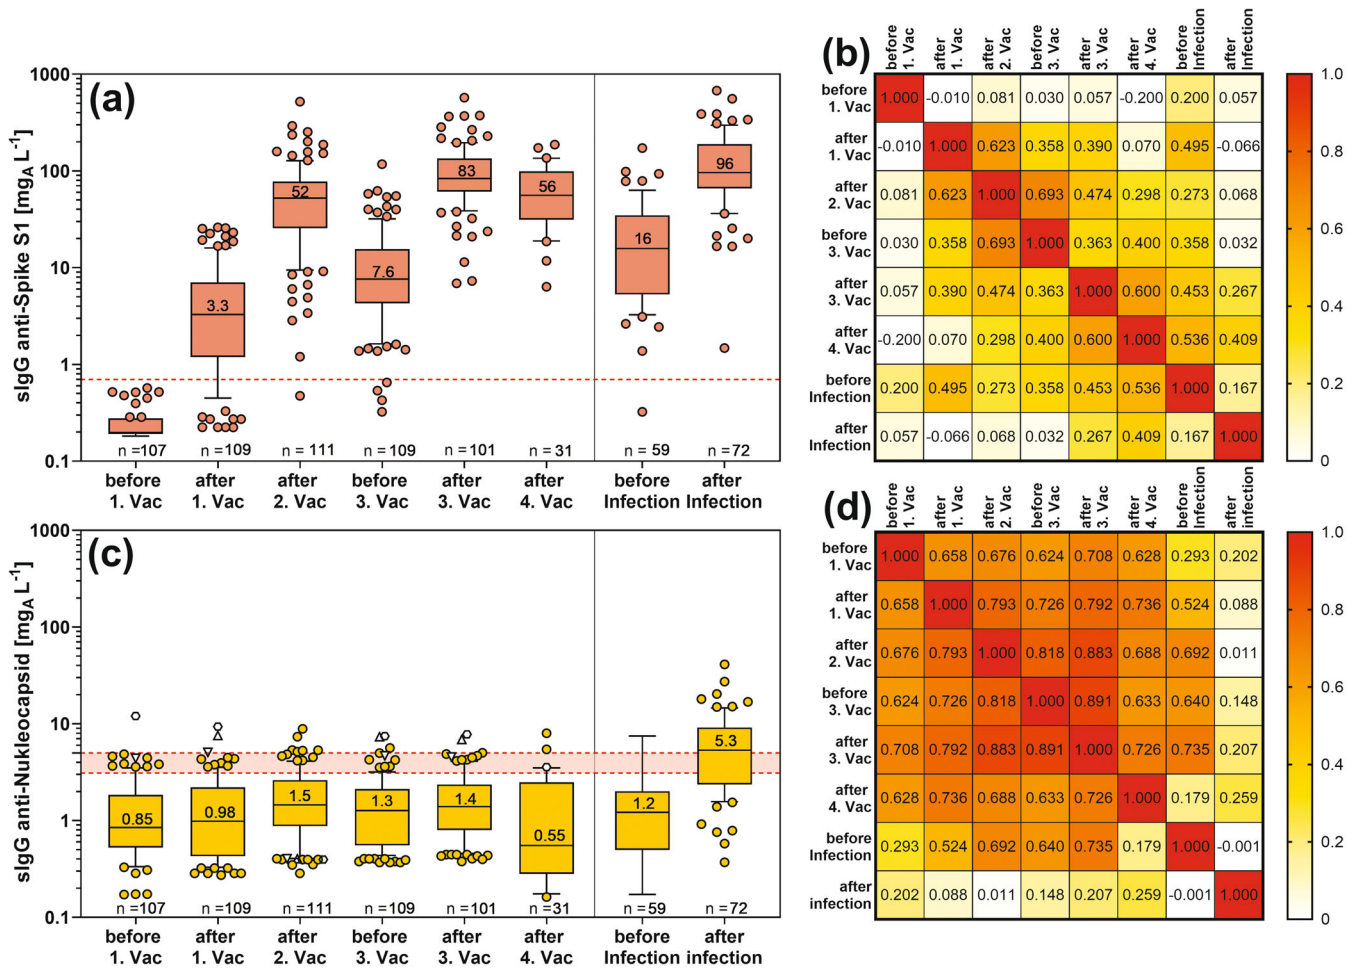 (a)
sIgG anti-Spike S1 [mgA L-1]
1000
100
10
1
0.1
3.3
52
7.6
83
56
16
96
n =107
n =109
n = 111
n =109
n =101
n = 31
n = 59
n =72
before
1. Vac
after
1. Vac
after
2. Vac
before
3. Vac
after
3. Vac
after
4. Vac
before
Infection
after
Infection
(b)
before
1. Vac
after
1. Vac
after
2. Vac
before
3. Vac
after
3. Vac
after
4. Vac
before
Infection
after
Infection
before
1. Vac
1.000 -0.010 0.081 0.030 0.057 -0.200 0.200 0.057
after
1. Vac
-0.010 1.000 0.623 0.358 0.390 0.070 0.495 -0.066
after
2. Vac
0.081 0.623 1.000 0.693 0.474 0.298 0.273 0.068
before
3. Vac
0.030 0.358 0.693 1.000 0.363 0.400 0.358 0.032
after
3. Vac
0.057 0.390 0.474 0.363 1.000 0.600 0.453 0.267
after
4. Vac
-0.200 0.070 0.298 0.400 0.600 1.000 0.536 0.409
before
Infection
0.200 0.495 0.273 0.358 0.453 0.536 1.000 0.167
after
Infection
0.057 -0.066 0.068 0.032 0.267 0.409 0.167 1.000
1.0
0.8
0.6
0.4
0.2
0
(c)
sIgG anti-Nukleocapsid [mgA L-1]
1000
100
10
1
0.1
0.85
0.98
1.5
1.3
1.4
0.55
1.2
5.3
n =107
n =109
n =111
n =109
n =101
n =31
n =59
n =72
before
1. Vac
after
1. Vac
after
2. Vac
before
3. Vac
after
3. Vac
after
4. Vac
before
Infection
after
infection
(d)
before
1. Vac
after
1. Vac
after
2. Vac
before
3. Vac
after
3. Vac
after
4. Vac
before
Infection
after
infection
before
1. Vac
1.000 0.658 0.676 0.624 0.708 0.628 0.293 0.202
after
1. Vac
0.658 1.000 0.793 0.726 0.792 0.736 0.524 0.088
after
2. Vac
0.676 0.793 1.000 0.818 0.883 0.688 0.692 0.011
before
3. Vac
0.624 0.726 0.818 1.000 0.891 0.633 0.640 0.148
after
3. Vac
0.708 0.792 0.883 0.891 1.000 0.726 0.735 0.207
after
4. Vac
0.628 0.736 0.688 0.633 0.726 1.000 0.179 0.259
before
Infection
0.293 0.524 0.692 0.640 0.735 0.179 1.000 -0.001
after
infection
0.202 0.088 0.011 0.148 0.207 0.259 -0.001 1.000
1.0
0.8
0.6
0.4
0.2
0